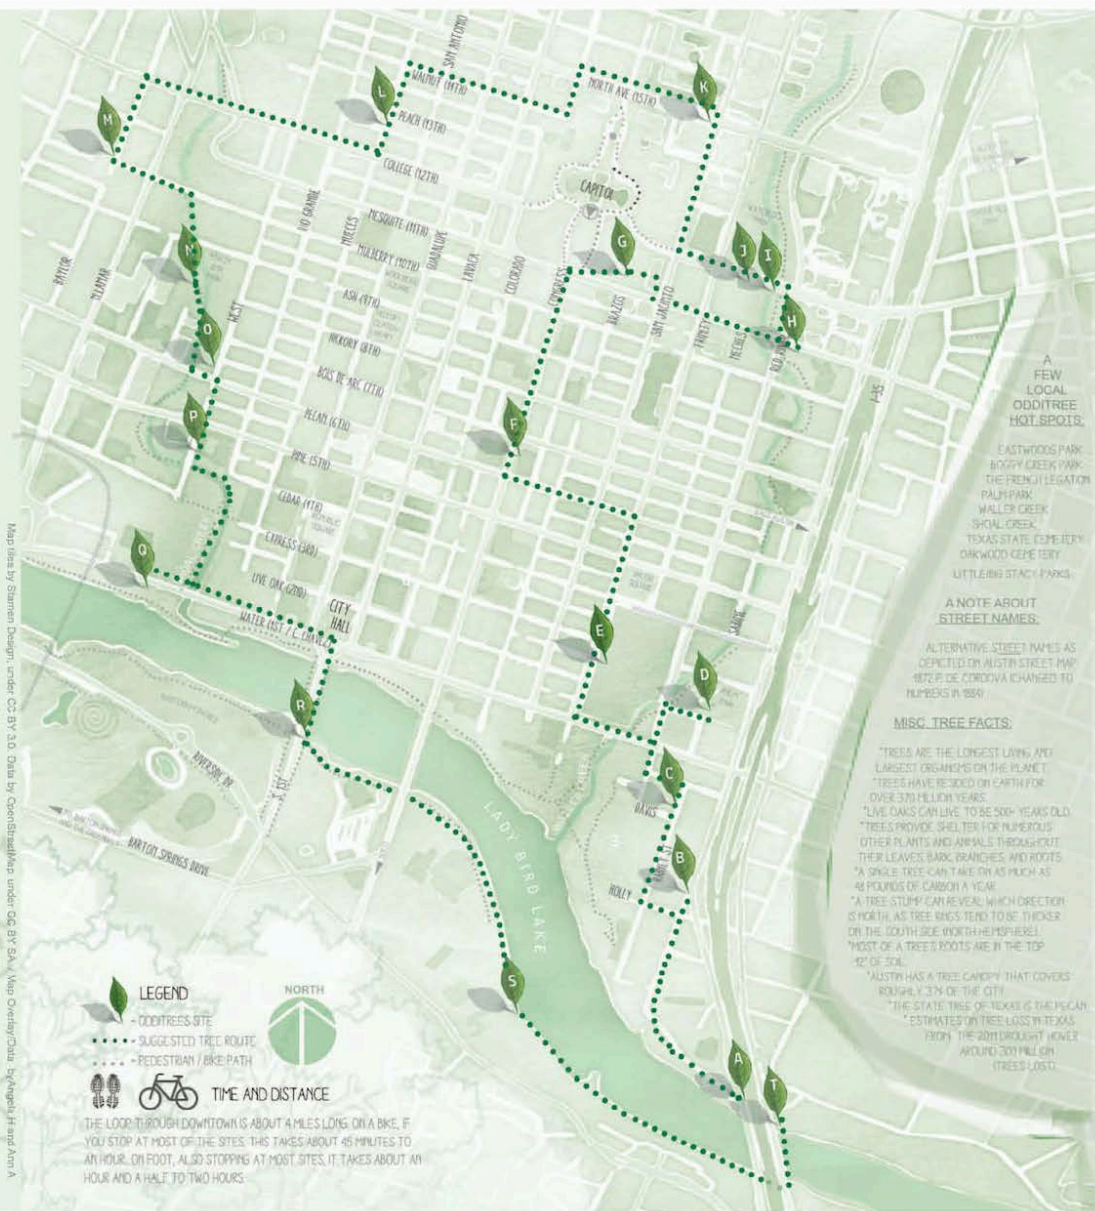 SAN ANTONIO
WALNUT (14TH)
NORTH AVE (15TH)
K
L
M
PEACH (13TH)
COLLEGE (12TH)
CAPITOL
RIO GRANDE
NUECES
MESQUITE (11TH)
MULBERRY (10TH)
GUADALUPE
LAVACA
COLORADO
CONGRESS
G
J
I
H
N
BAYLOR
N.LAMAR
ASH (9TH)
BRAZOS
SAN JACINTO
TRINITY
NECHES
WEST
O
HICKORY (8TH)
BOIS DE ARC (7TH)
I-35
P
PECAN (6TH)
F
PINE (5TH)
CEDAR (4TH)
REPUBLIC
SQUARE
EXPRESS (3RD)
Q
LIVE OAK (2ND)
CITY
HALL
WATER (1ST / E. CHAVEZ)
E
SABINE
D
R
RIVERSIDE DR
S. 1ST
BARTON SPRINGS DRIVE
C
DAVIS
B
RAINEY ST
HOLLY
LADY BIRD LAKE
S
A
T
A
FEW
LOCAL
ODDITREE
HOT SPOTS:
EASTWOODS PARK
BOGGY CREEK PARK
THE FRENCH LEGATION
PALM PARK
WALLER CREEK
SHOAL CREEK
TEXAS STATE CEMETERY
OAKWOOD CEMETERY
LITTLE/BIG STACY PARKS
A NOTE ABOUT
STREET NAMES:
ALTERNATIVE STREET NAMES AS
DEPICTED ON AUSTIN STREET MAP
1872 P. DE CORDOVA (CHANGED TO
NUMBERS IN 1884)
MISC. TREE FACTS:
*TREES ARE THE LONGEST LIVING AND
LARGEST ORGANISMS ON THE PLANET.
*TREES HAVE RESIDED ON EARTH FOR
OVER 370 MILLION YEARS.
*LIVE OAKS CAN LIVE TO BE 500+ YEARS OLD.
*TREES PROVIDE SHELTER FOR NUMEROUS
OTHER PLANTS AND ANIMALS THROUGHOUT
THEIR LEAVES, BARK, BRANCHES, AND ROOTS
*A SINGLE TREE CAN TAKE ON AS MUCH AS
48 POUNDS OF CARBON A YEAR
*A TREE STUMP CAN REVEAL WHICH DIRECTION
IS NORTH, AS TREE RINGS TEND TO BE THICKER
ON THE SOUTH SIDE (NORTH HEMISPHERE).
*MOST OF A TREE'S ROOTS ARE IN THE TOP
12" OF SOIL.
*AUSTIN HAS A TREE CANOPY THAT COVERS
ROUGHLY 37% OF THE CITY.
*THE STATE TREE OF TEXAS IS THE PECAN
*ESTIMATES ON TREE LOSS IN TEXAS
FROM THE 2011 DROUGHT HOVER
AROUND 301 MILLION
(TREES LOST).
LEGEND
- ODDITREES SITE
- SUGGESTED TREE ROUTE
- PEDESTRIAN / BIKE PATH
NORTH
TIME AND DISTANCE
THE LOOP THROUGH DOWNTOWN IS ABOUT 4 MILES LONG. ON A BIKE, IF
YOU STOP AT MOST OF THE SITES, THIS TAKES ABOUT 45 MINUTES TO
AN HOUR. ON FOOT, ALSO STOPPING AT MOST SITES, IT TAKES ABOUT AN
HOUR AND A HALF TO TWO HOURS.
Map tiles by Stamen Design, under CC BY 3.0. Data by OpenStreetMap, under CC BY SA. / Map Overlay/Data by Angela H and Ann A